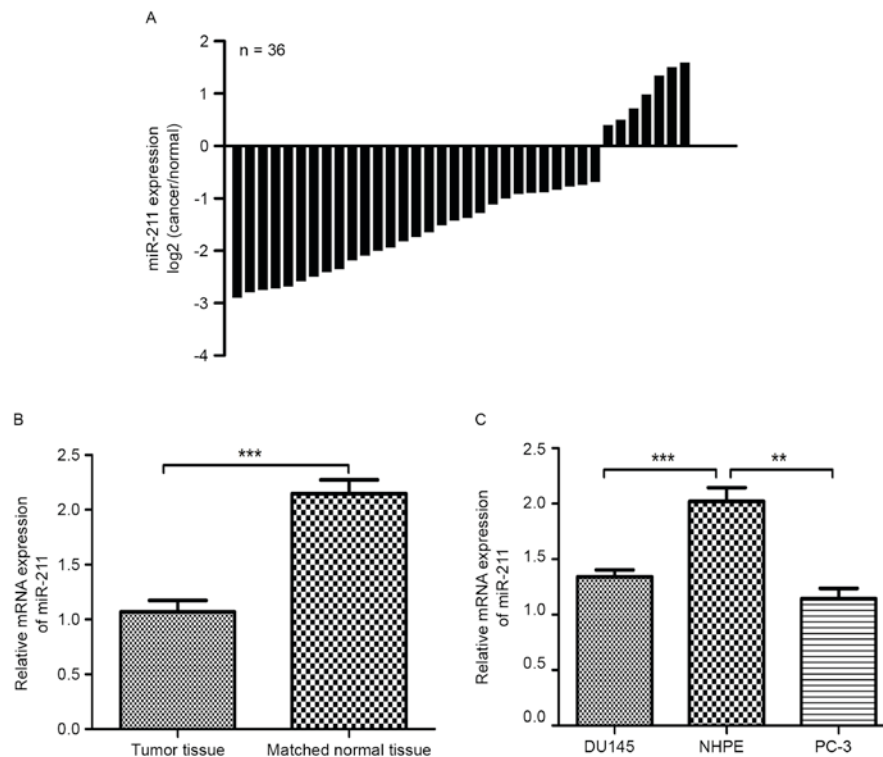 A
n = 36
miR-211 expression
log2 (cancer/normal)
2
1
0
-1
-2
-3
-4
B
Relative mRNA expression
of miR-211
2.5
2.0
1.5
1.0
0.5
0.0
***
Tumor tissue
Matched normal tissue
C
Relative mRNA expression
of miR-211
2.5
2.0
1.5
1.0
0.5
0.0
***
**
DU145
NHPE
PC-3